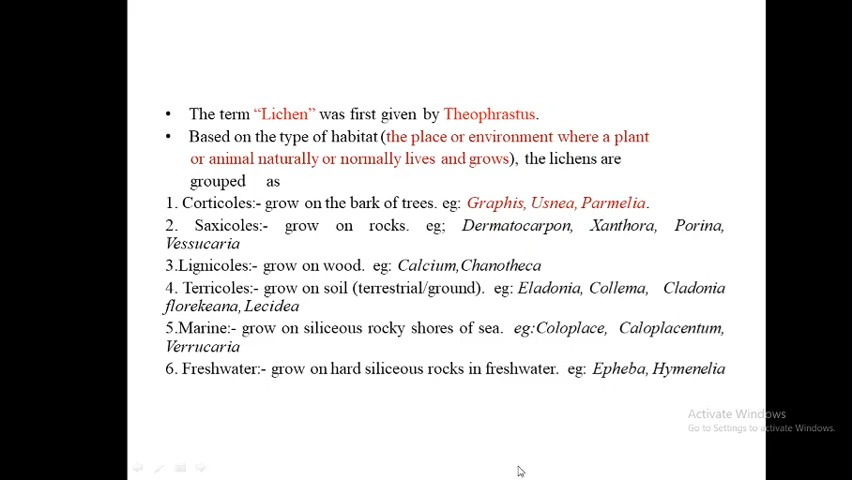 • The term “Lichen” was first given by Theophrastus.
• Based on the type of habitat (the place or environment where a plant
or animal naturally or normally lives and grows), the lichens are
grouped as
1. Corticoles:- grow on the bark of trees. eg: Graphis, Usnea, Parmelia.
2. Saxicoles:- grow on rocks. eg; Dermatocarpon, Xanthora, Porina,
Vessucaria
3.Lignicoles:- grow on wood. eg: Calcium,Chanotheca
4. Terricoles:- grow on soil (terrestrial/ground). eg: Eladonia, Collema, Cladonia
florekeana, Lecidea
5.Marine:- grow on siliceous rocky shores of sea. eg:Coloplace, Caloplacentum,
Verrucaria
6. Freshwater:- grow on hard siliceous rocks in freshwater. eg: Epheba, Hymenelia
Activate Windows
Go to Settings to activate Windows.